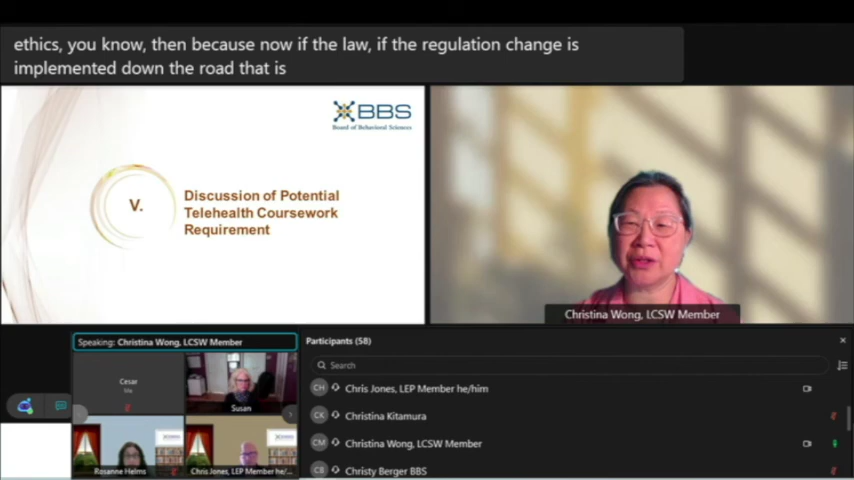 ethics, you know, then because now if the law, if the regulation change is
implemented down the road that is
BBS
Board of Behavioral Sciences
V.
Discussion of Potential
Telehealth Coursework
Requirement
Christina Wong, LCSW Member
Speaking: Christina Wong, LCSW Member
Cesar
Me
Susan
Rosanne Helms
Chris Jones, LEP Member he/...
Participants (58)
Search
CH Chris Jones, LEP Member he/him
CK Christina Kitamura
CM Christina Wong, LCSW Member
CB Christy Berger BBS